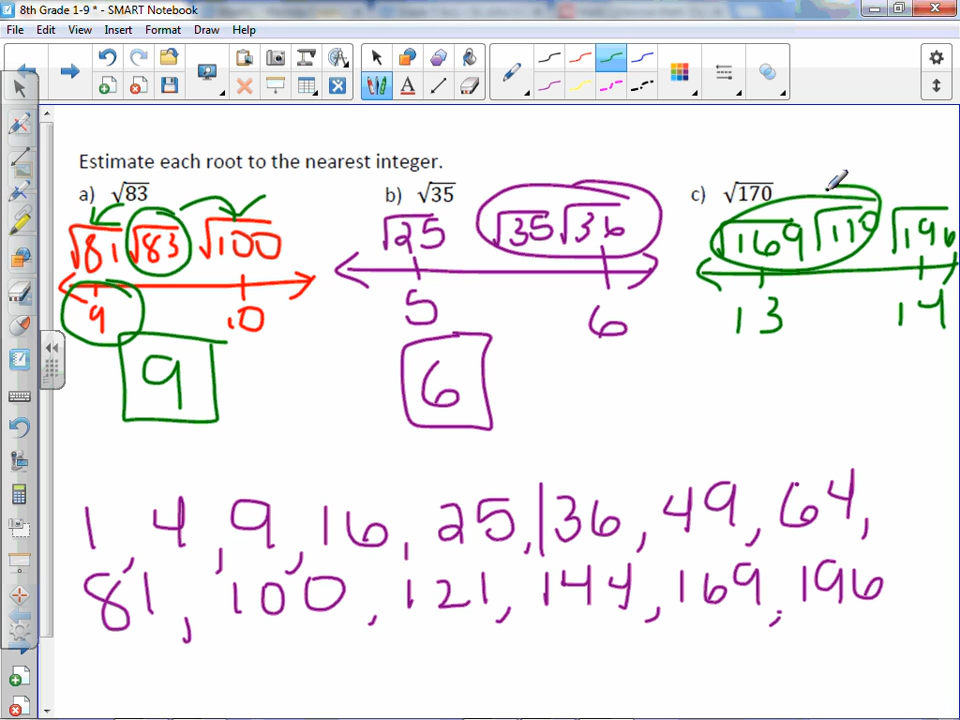 8th Grade 1-9 * - SMART Notebook
File Edit View Insert Format Draw Help
Estimate each root to the nearest integer.
a) √83 b) √35 c) √170
√81 √83 √100 √25 √35 √36 √169 √170 √196
9 10 5 6 13 14
9 6
1, 4, 9, 16, 25, 36, 49, 64,
81, 100, 121, 144, 169, 196